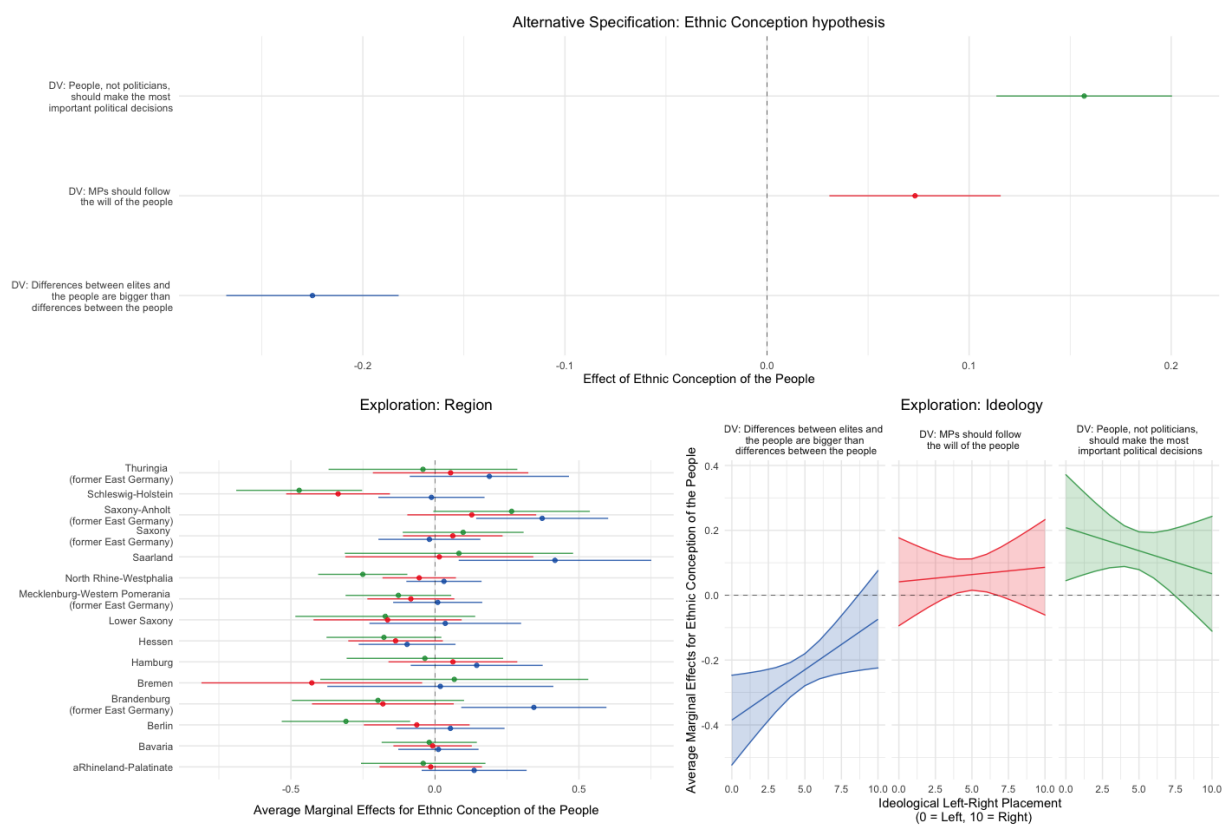 Alternative Specification: Ethnic Conception hypothesis
DV: People, not politicians,
should make the most
important political decisions
DV: MPs should follow
the will of the people
DV: Differences between elites and
the people are bigger than
differences between the people
-0.2 -0.1 0.0 0.1 0.2
Effect of Ethnic Conception of the People
Exploration: Region
Thuringia
(former East Germany)
Schleswig-Holstein
Saxony-Anholt
(former East Germany)
Saxony
(former East Germany)
Saarland
North Rhine-Westphalia
Mecklenburg-Western Pomerania
(former East Germany)
Lower Saxony
Hessen
Hamburg
Bremen
Brandenburg
(former East Germany)
Berlin
Bavaria
aRhineland-Palatinate
-0.5 0.0 0.5
Average Marginal Effects for Ethnic Conception of the People
Exploration: Ideology
DV: Differences between elites and
the people are bigger than
differences between the people
DV: MPs should follow
the will of the people
DV: People, not politicians,
should make the most
important political decisions
Average Marginal Effects for Ethnic Conception of the People
0.4
0.2
0.0
-0.2
-0.4
0.0 2.5 5.0 7.5 10.0 0.0 2.5 5.0 7.5 10.0 0.0 2.5 5.0 7.5 10.0
Ideological Left-Right Placement
(0 = Left, 10 = Right)